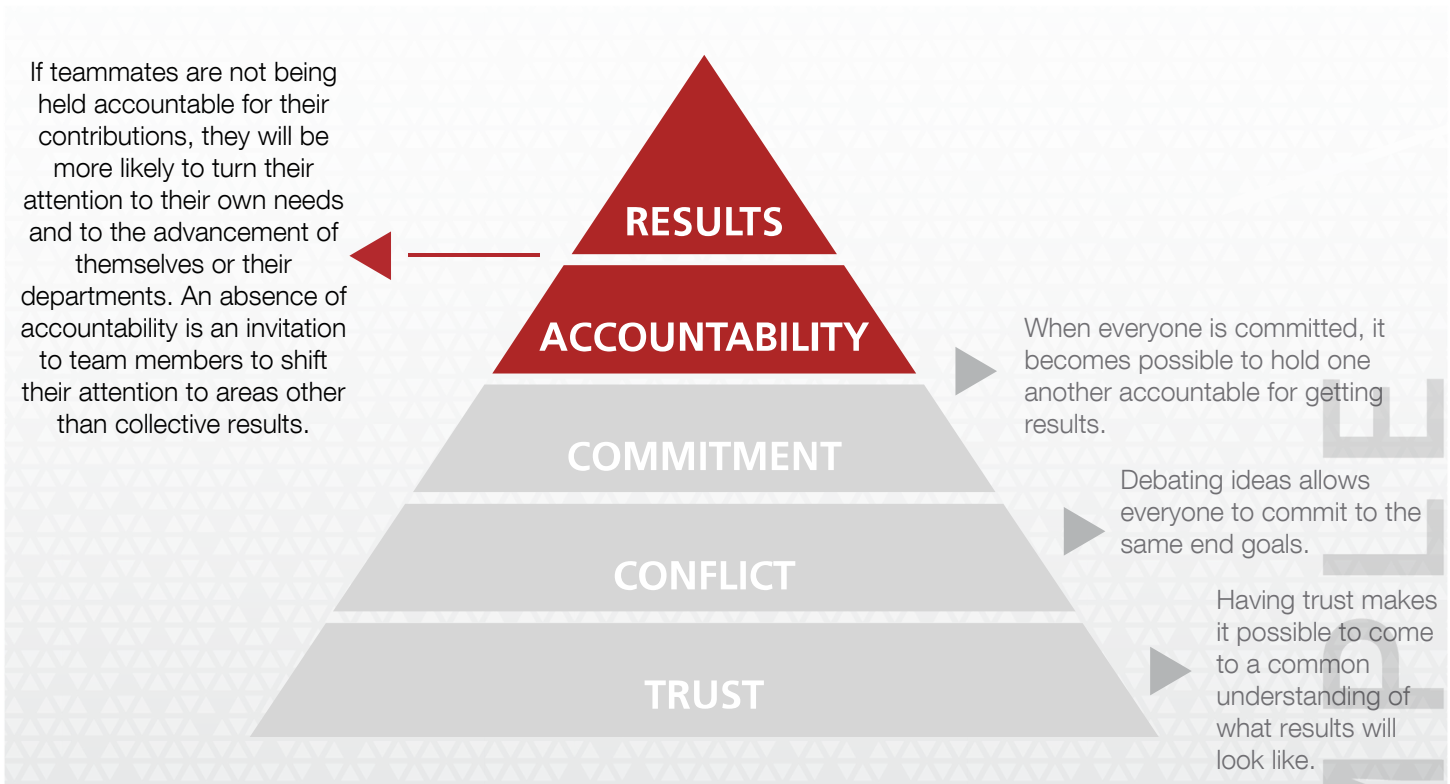 If teammates are not being
held accountable for their
contributions, they will be
more likely to turn their
attention to their own needs
and to the advancement of
themselves or their
departments. An absence of
accountability is an invitation
to team members to shift
their attention to areas other
than collective results.
RESULTS
ACCOUNTABILITY
COMMITMENT
CONFLICT
TRUST
When everyone is committed, it
becomes possible to hold one
another accountable for getting
results.
Debating ideas allows
everyone to commit to the
same end goals.
Having trust makes
it possible to come
to a common
understanding of
what results will
look like.
PLE